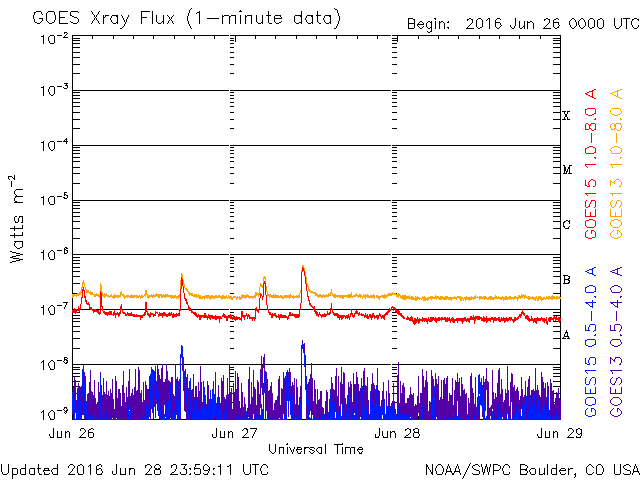 GOES Xray Flux (1-minute data)
Begin: 2016 Jun 26 0000 UTC
10-2
10-3
10-4
10-5
10-6
10-7
10-8
10-9
Watts m-2
X
M
C
B
A
GOES15 1.0-8.0 A
GOES13 1.0-8.0 A
GOES15 0.5-4.0 A
GOES13 0.5-4.0 A
Jun 26 Jun 27 Jun 28 Jun 29
Universal Time
Updated 2016 Jun 28 23:59:11 UTC
NOAA/SWPC Boulder, CO USA